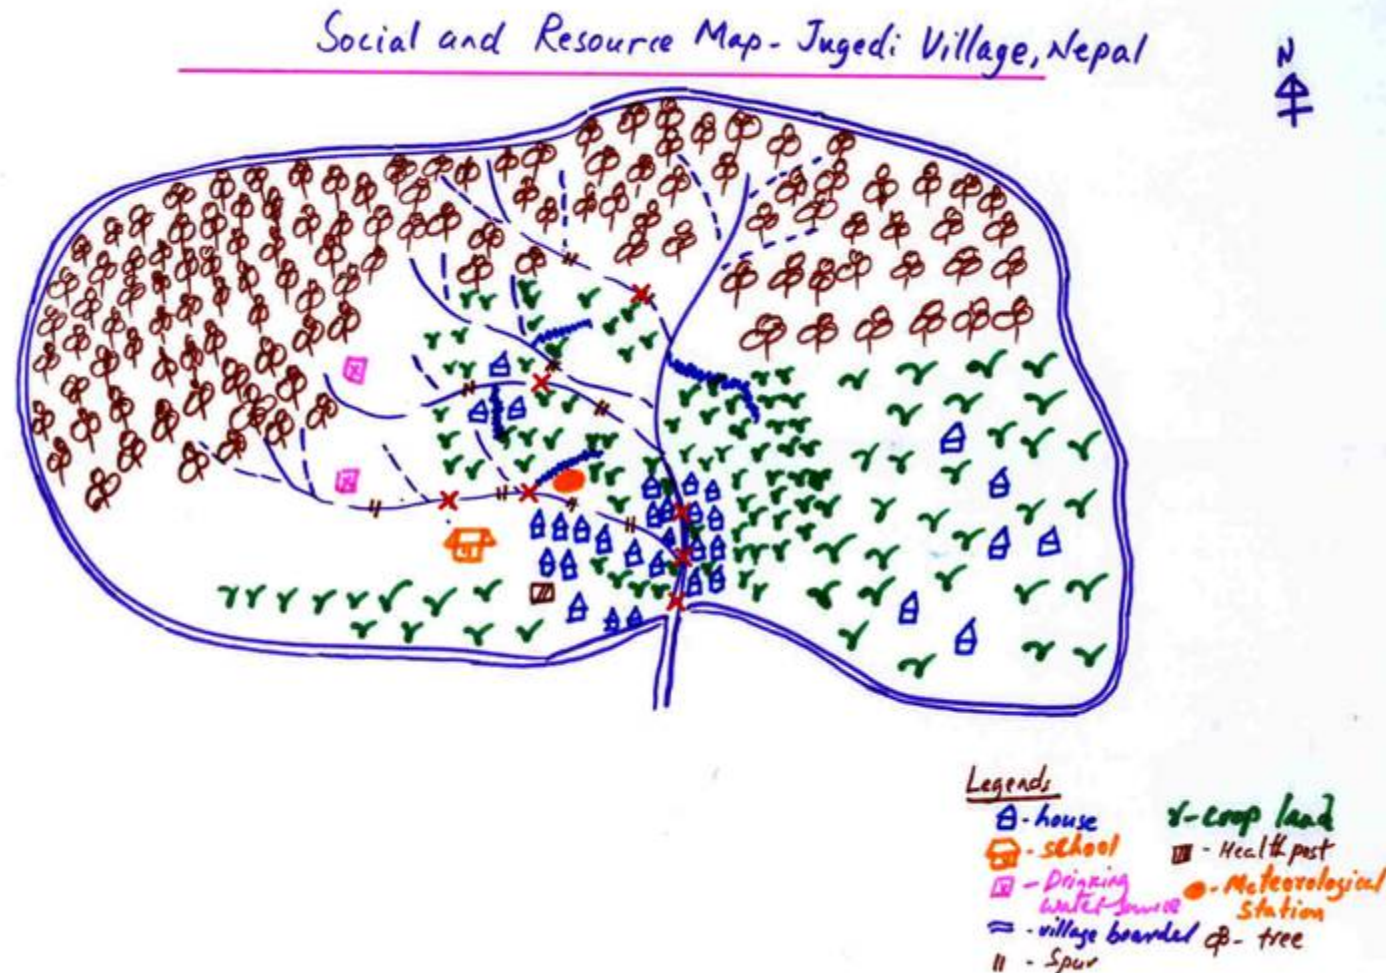 Social and Resource Map - Jugedi Village, Nepal
N
Legends
- house
- school
- Drinking
water source
- village boarded
- Spur
- crop land
- Health post
- Meteorological
station
- tree